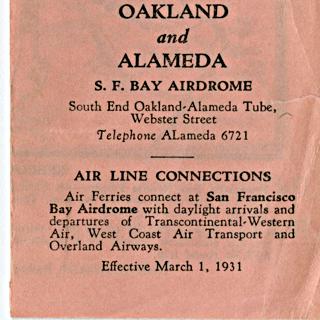 OAKLAND
and
ALAMEDA
S. F. BAY AIRDROME
South End Oakland-Alameda Tube,
Webster Street
Telephone ALameda 6721
AIR LINE CONNECTIONS
Air Ferries connect at San Francisco
Bay Airdrome with daylight arrivals and
departures of Transcontinental-Western
Air, West Coast Air Transport and
Overland Airways.
Effective March 1, 1931